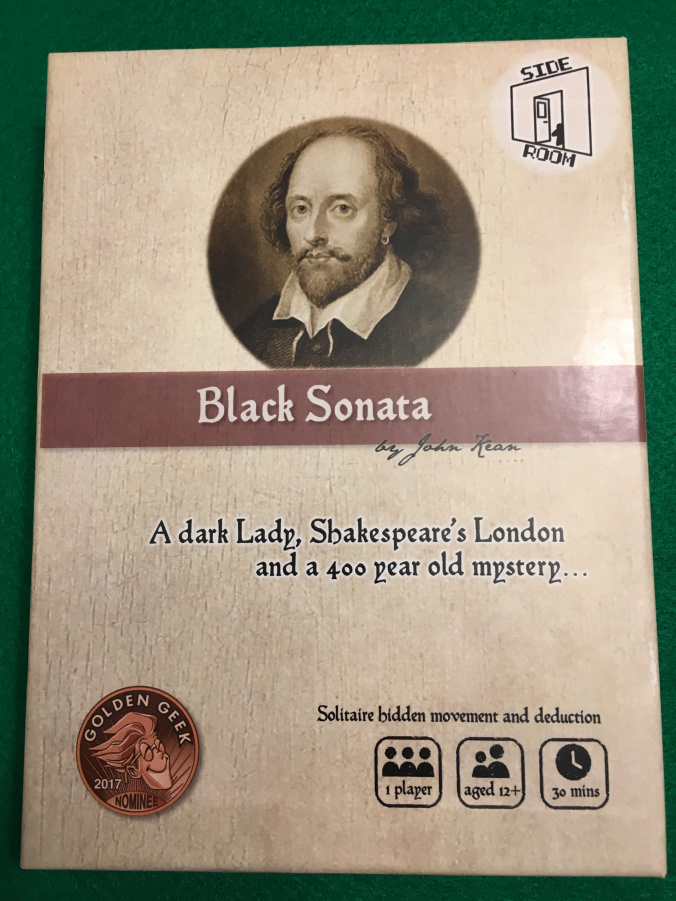 SIDE
ROOM
Black Sonata
by John Kean
A dark Lady, Shakespeare's London
and a 400 year old mystery...
GOLDEN GEEK
2017
NOMINEE
Solitaire hidden movement and deduction
1 player
aged 12+
30 mins